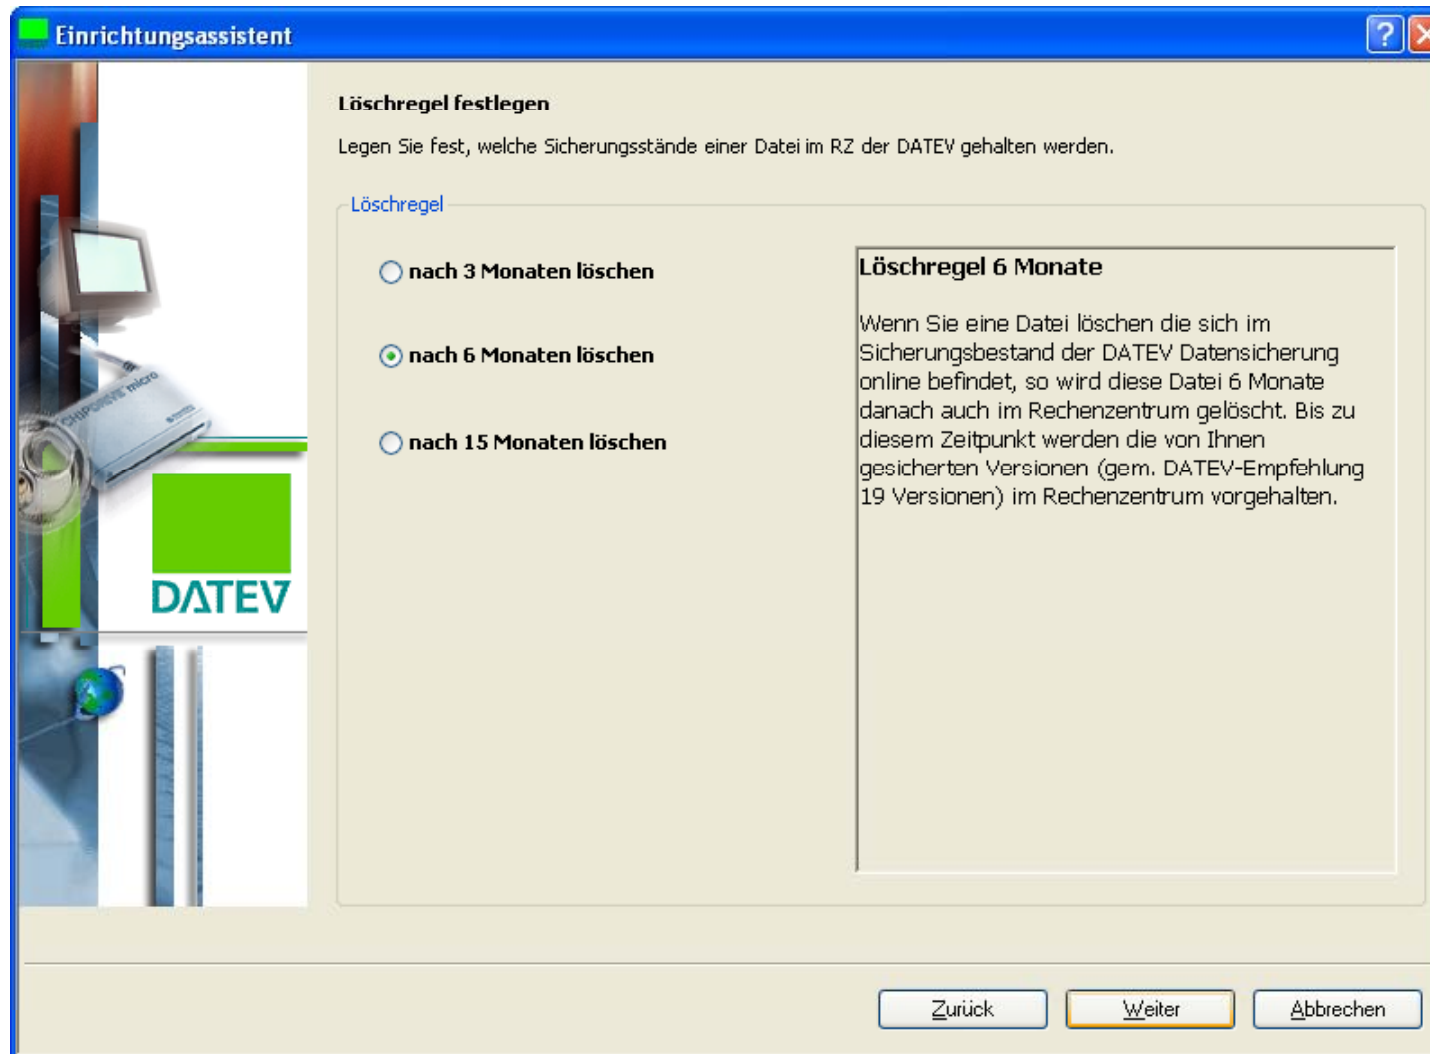 Einrichtungsassistent
Löschregel festlegen
Legen Sie fest, welche Sicherungsstände einer Datei im RZ der DATEV gehalten werden.
Löschregel
nach 3 Monaten löschen
nach 6 Monaten löschen
nach 15 Monaten löschen
Löschregel 6 Monate
Wenn Sie eine Datei löschen die sich im
Sicherungsbestand der DATEV Datensicherung
online befindet, so wird diese Datei 6 Monate
danach auch im Rechenzentrum gelöscht. Bis zu
diesem Zeitpunkt werden die von Ihnen
gesicherten Versionen (gem. DATEV-Empfehlung
19 Versionen) im Rechenzentrum vorgehalten.
CHIPDRIVE micro
DATEV
Zurück
Weiter
Abbrechen